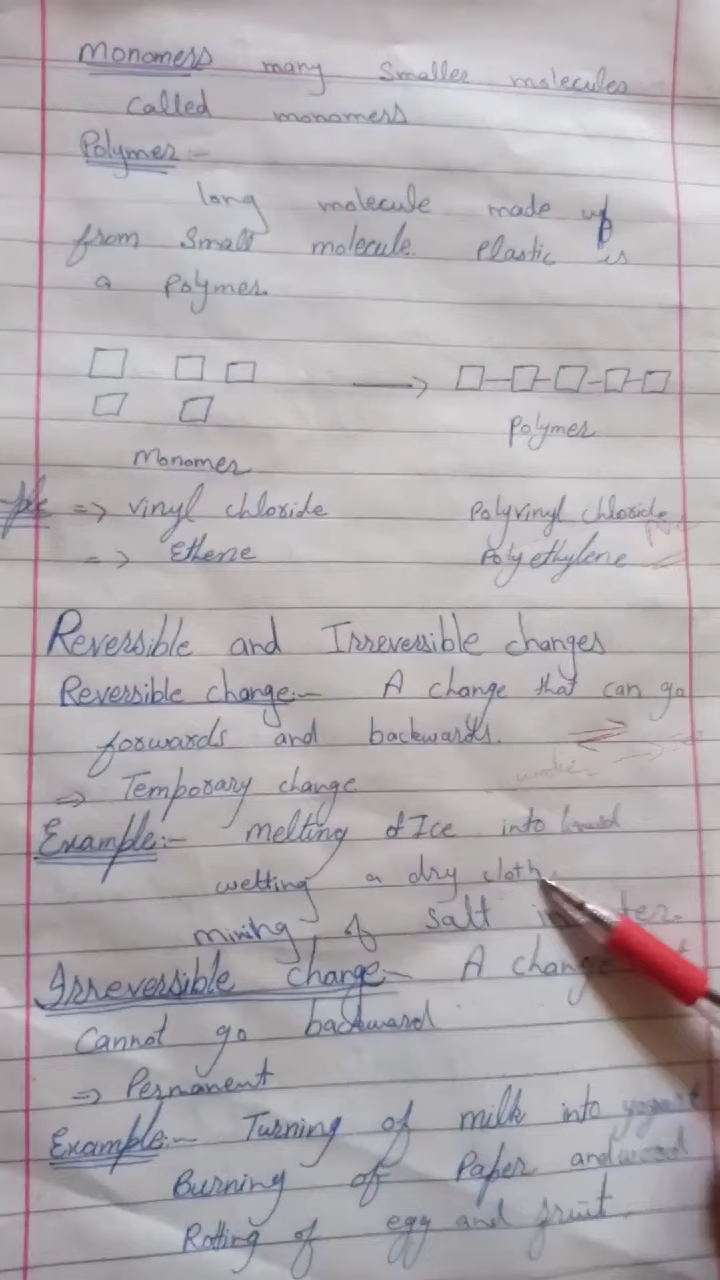 Monomers many smaller molecules
called monomers
Polymer:-
long molecule made up
from small molecule. Plastic is
a polymer.
Polymer
Monomer
=> Vinyl chloride Polyvinyl chloride
=> Ethene Polyethylene
Reversible and Irreversible changes
Reversible change:- A change that can go
forwards and backwards.
water
=> Temporary change
Example:- melting of Ice into
wetting a dry cloth.
mixing of salt
Irreversible change:- A change
Cannot go backward
=> Permanent
Example:- Turning of milk into yogurt
Burning of Paper and wood
Rotting of egg and fruit.